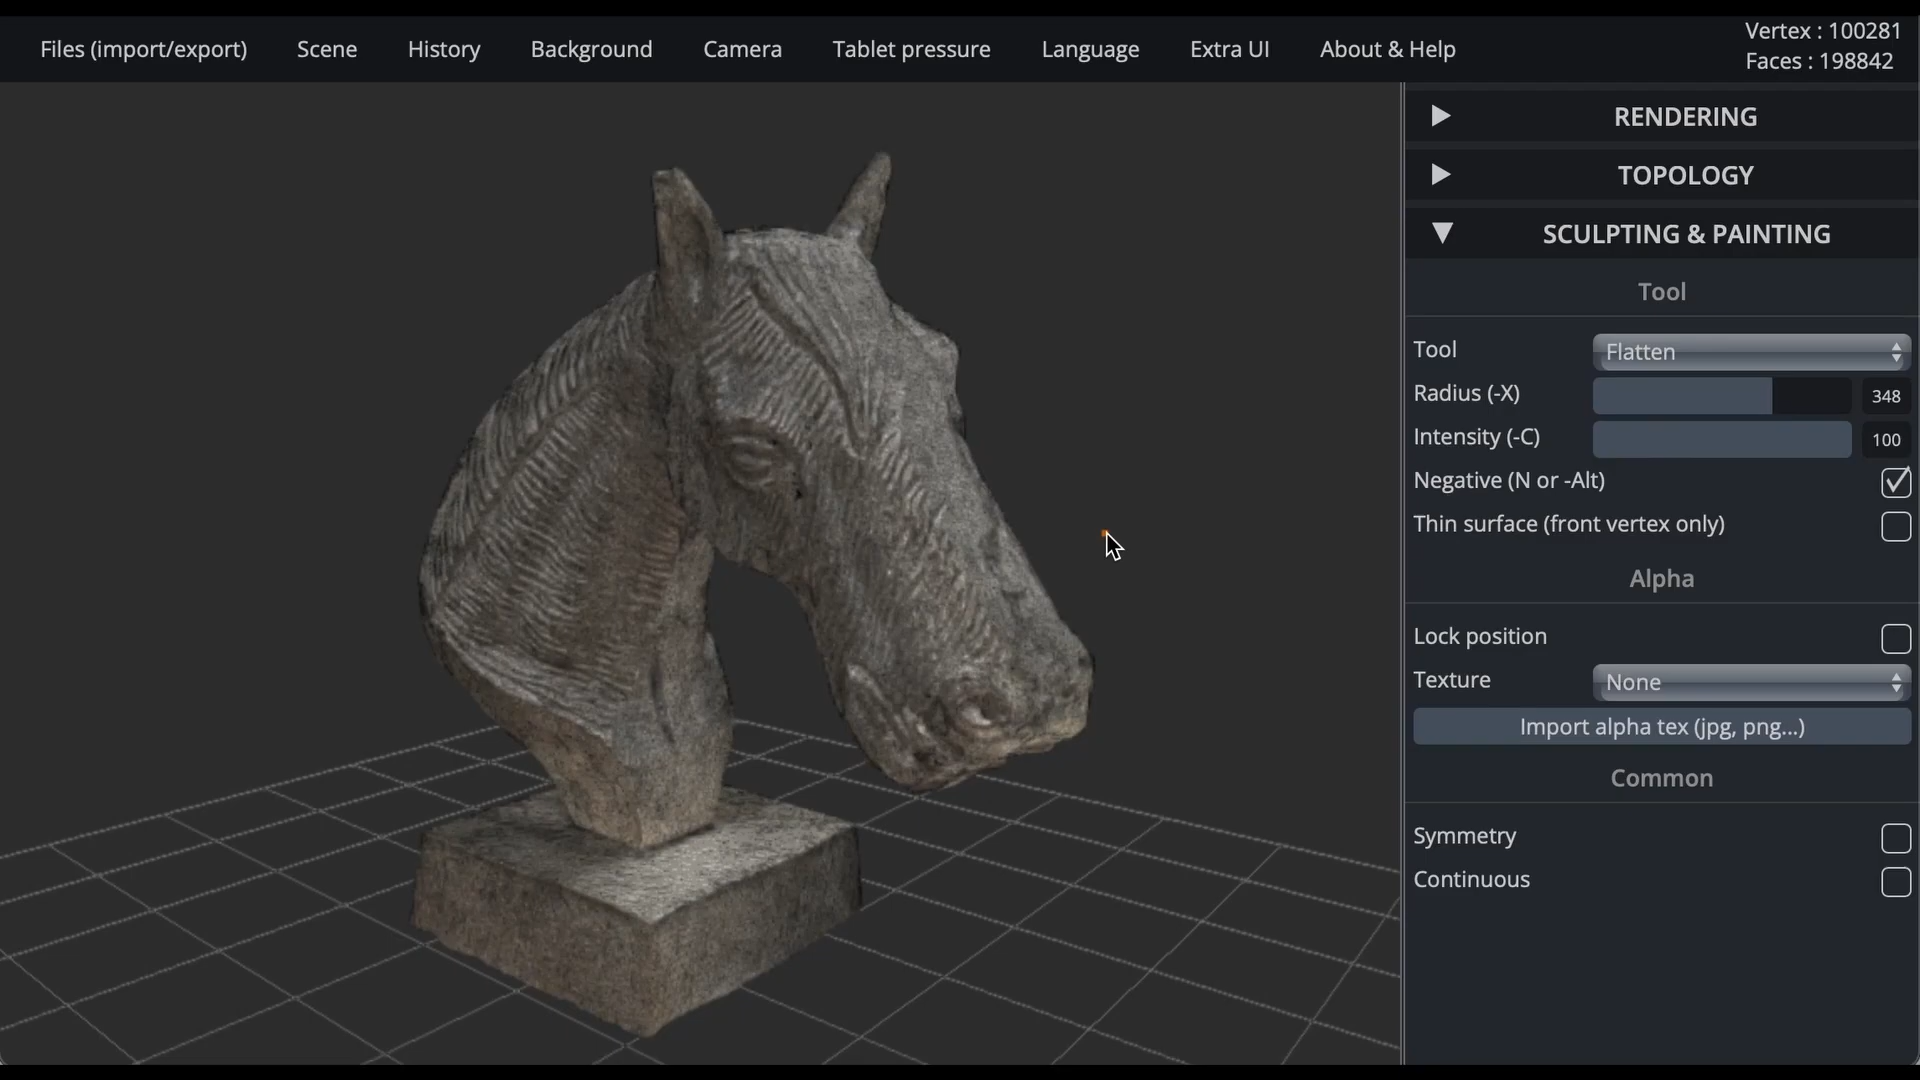 Files (import/export) Scene History Background Camera Tablet pressure Language Extra UI About & Help
Vertex : 100281
Faces : 198842
RENDERING
TOPOLOGY
SCULPTING & PAINTING
Tool
Tool Flatten
Radius (-X) 348
Intensity (-C) 100
Negative (N or -Alt)
Thin surface (front vertex only)
Alpha
Lock position
Texture None
Import alpha tex (jpg, png...)
Common
Symmetry
Continuous